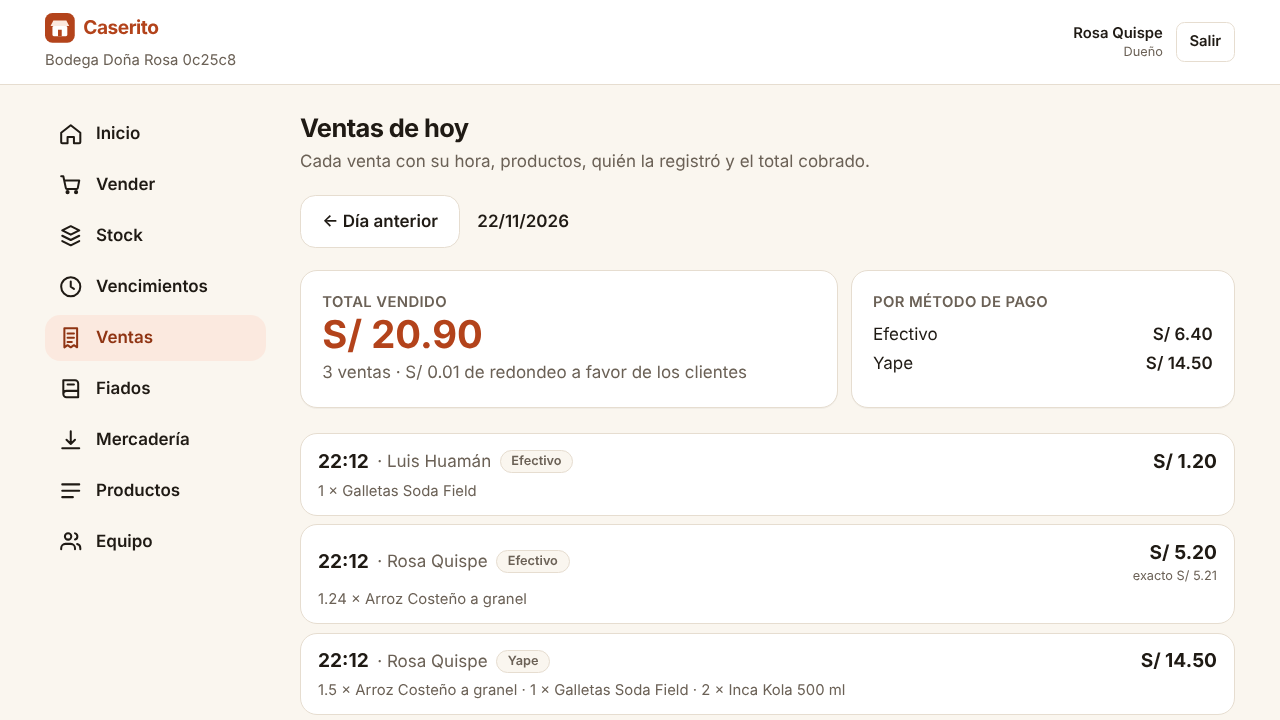 Caserito
Bodega Doña Rosa 0c25c8
Rosa Quispe
Dueño
Salir
Inicio
Vender
Stock
Vencimientos
Ventas
Fiados
Mercadería
Productos
Equipo
Ventas de hoy
Cada venta con su hora, productos, quién la registró y el total cobrado.
← Día anterior
22/11/2026
TOTAL VENDIDO
S/ 20.90
3 ventas · S/ 0.01 de redondeo a favor de los clientes
POR MÉTODO DE PAGO
Efectivo S/ 6.40
Yape S/ 14.50
22:12 · Luis Huamán Efectivo S/ 1.20
1 × Galletas Soda Field
22:12 · Rosa Quispe Efectivo S/ 5.20
exacto S/ 5.21
1.24 × Arroz Costeño a granel
22:12 · Rosa Quispe Yape S/ 14.50
1.5 × Arroz Costeño a granel · 1 × Galletas Soda Field · 2 × Inca Kola 500 ml